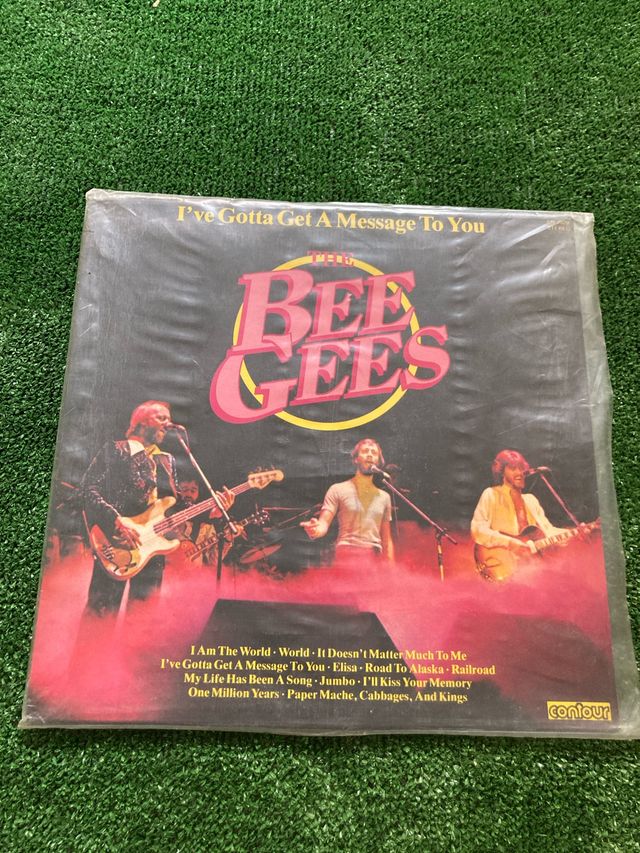 I've Gotta Get A Message To You
THE
BEE
GEES
I Am The World · World · It Doesn't Matter Much To Me
I've Gotta Get A Message To You · Elisa · Road To Alaska · Railroad
My Life Has Been A Song · Jumbo · I'll Kiss Your Memory
One Million Years · Paper Mache, Cabbages, And Kings
contour